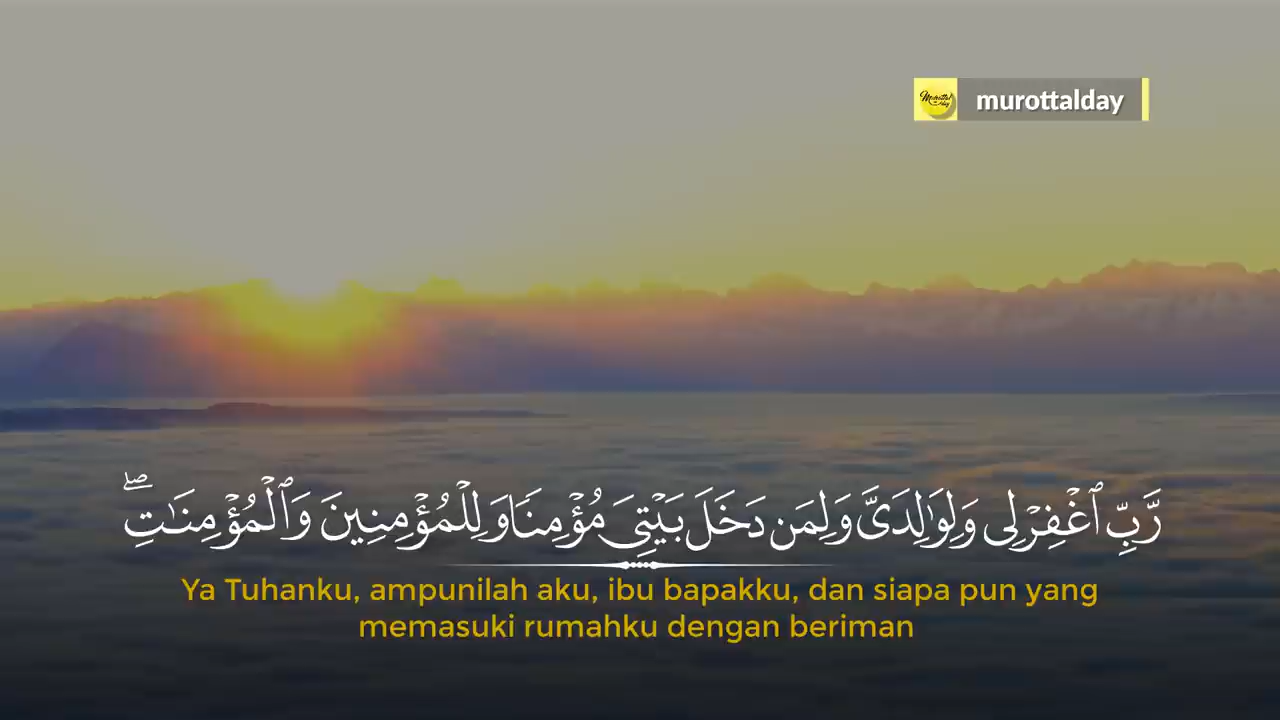 murottalday
رَّبِّ ٱغْفِرْ لِى وَلِوَٰلِدَىَّ وَلِمَن دَخَلَ بَيْتِىَ مُؤْمِنًا وَلِلْمُؤْمِنِينَ وَٱلْمُؤْمِنَـٰتِۖ
Ya Tuhanku, ampunilah aku, ibu bapakku, dan siapa pun yang
memasuki rumahku dengan beriman